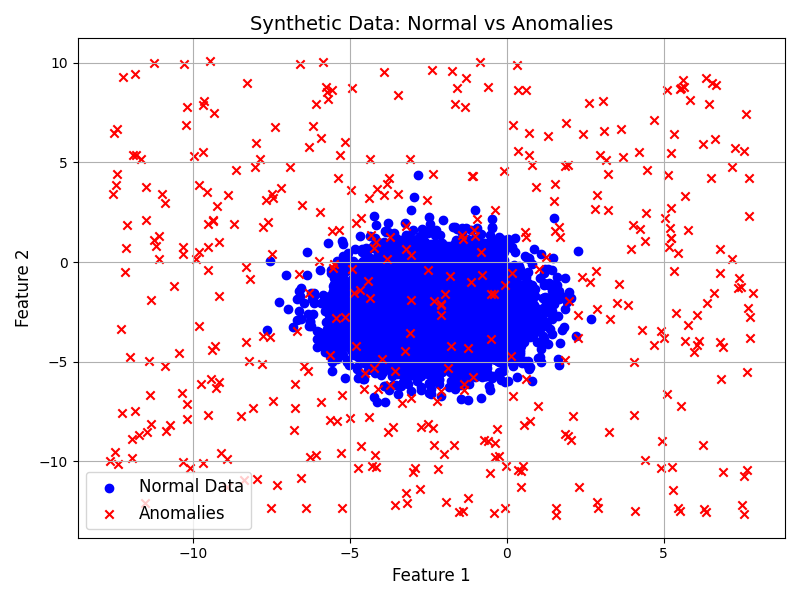 Synthetic Data: Normal vs Anomalies
10
5
0
−5
−10
Feature 2
Normal Data
Anomalies
−10
−5
0
5
Feature 1